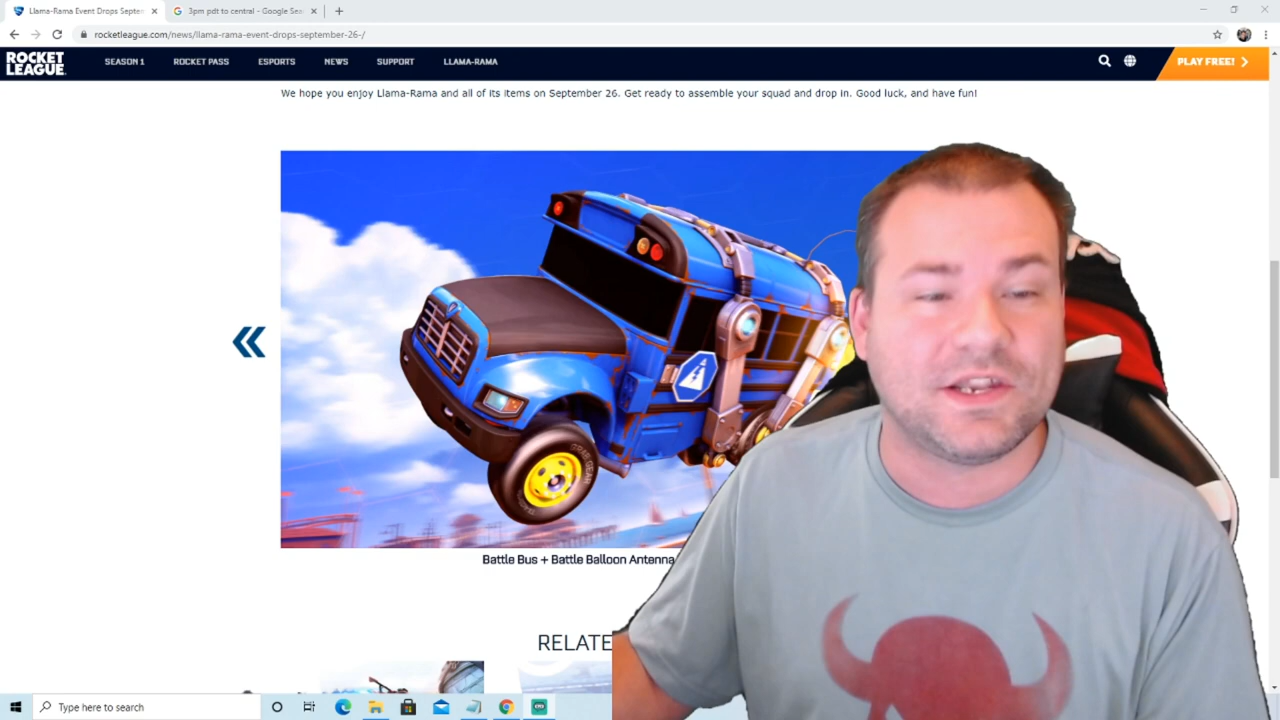 Llama-Rama Event Drops Septem
3pm pdt to central - Google Sea
rocketleague.com/news/llama-rama-event-drops-september-26-/
ROCKET
LEAGUE
SEASON 1
ROCKET PASS
ESPORTS
NEWS
SUPPORT
LLAMA-RAMA
PLAY FREE!
We hope you enjoy Llama-Rama and all of its items on September 26. Get ready to assemble your squad and drop in. Good luck, and have fun!
Battle Bus + Battle Balloon Antenna
RELATE
Type here to search